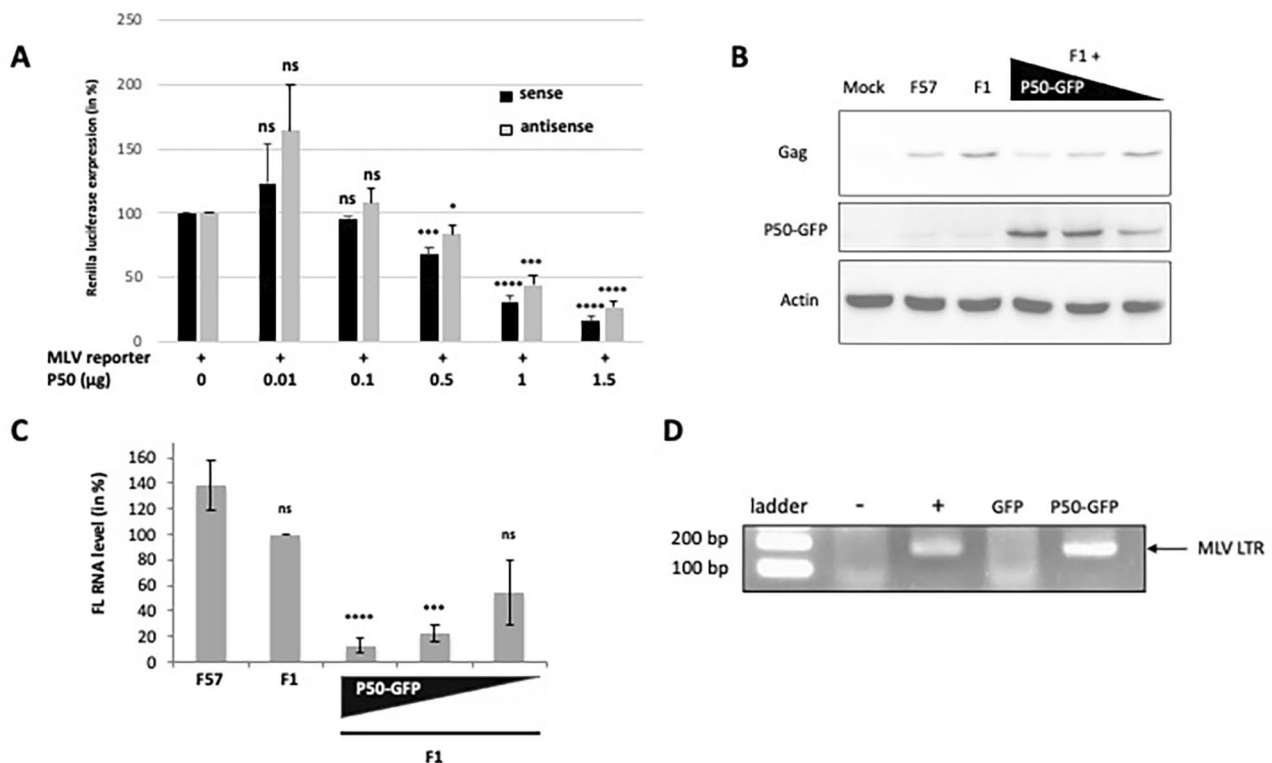 A
Renilla luciferase exrpression (in %)
250
200
150
100
50
0
sense
antisense
ns
ns
ns
ns
***
*
****
***
****
****
MLV reporter + + + + + +
P50 (µg) 0 0.01 0.1 0.5 1 1.5
B
F1 +
Mock F57 F1 P50-GFP
Gag
P50-GFP
Actin
C
FL RNA level (in %)
160
140
120
100
80
60
40
20
0
ns
****
***
ns
F57 F1 P50-GFP
F1
D
ladder - + GFP P50-GFP
200 bp
100 bp
MLV LTR